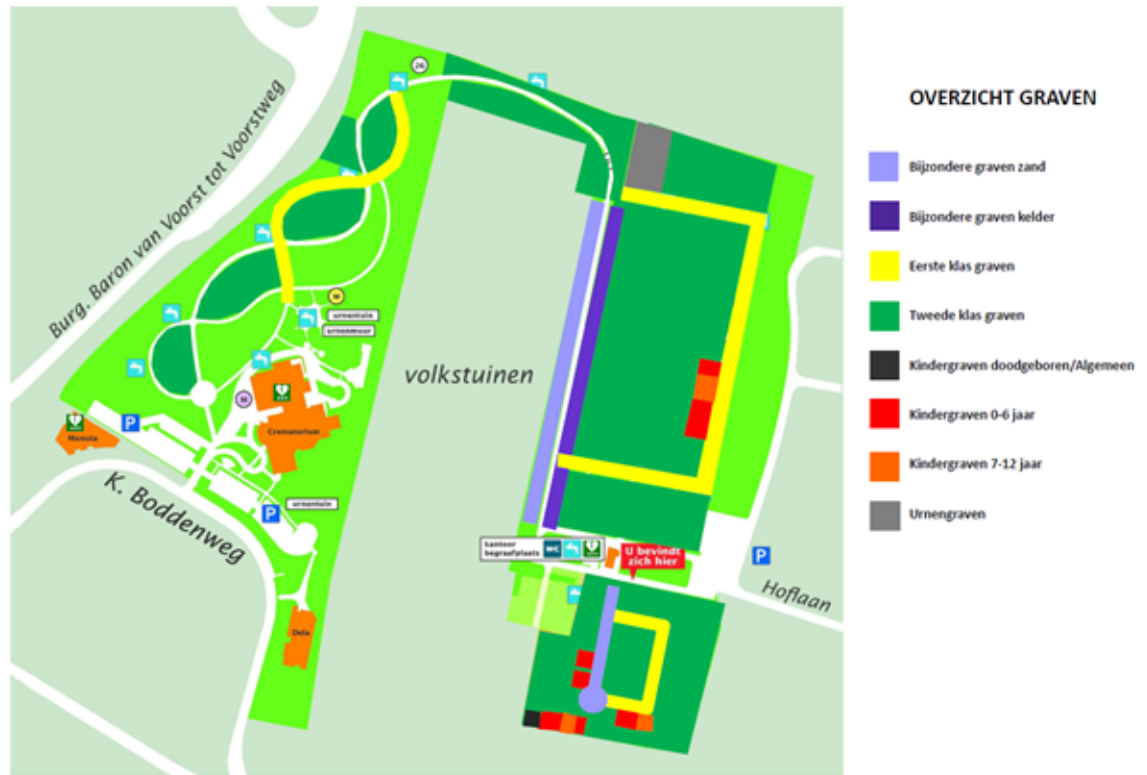 Burg. Baron van Voorst tot Voorstweg
26
urnentuin
urnenmuur
volkstuinen
Crematorium
Monuta
P
K. Boddenweg
P
urnentuin
Dela
kantoor
begraafplaats
WC
U bevindt
zich hier
P
Hoflaan
OVERZICHT GRAVEN
Bijzondere graven zand
Bijzondere graven kelder
Eerste klas graven
Tweede klas graven
Kindergraven doodgeboren/Algemeen
Kindergraven 0-6 jaar
Kindergraven 7-12 jaar
Urnengraven